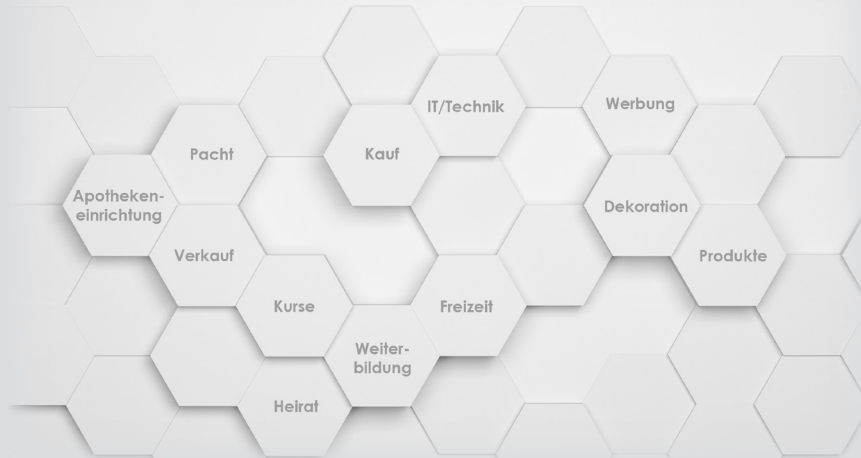 IT/Technik
Werbung
Pacht
Kauf
Apotheken-
einrichtung
Dekoration
Verkauf
Produkte
Kurse
Freizeit
Weiter-
bildung
Heirat